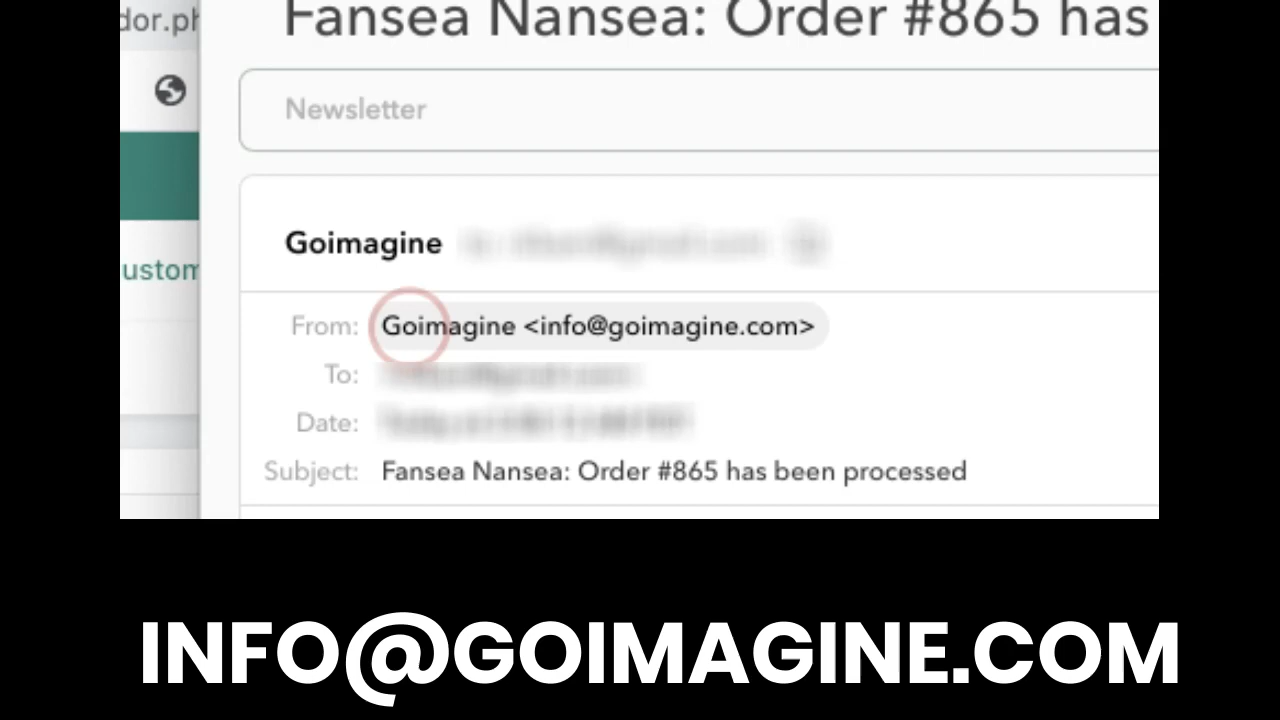 dor.ph
Fansea Nansea: Order #865 has
Newsletter
Goimagine
ustom
From: Goimagine <info@goimagine.com>
To:
Date:
Subject: Fansea Nansea: Order #865 has been processed
INFO@GOIMAGINE.COM